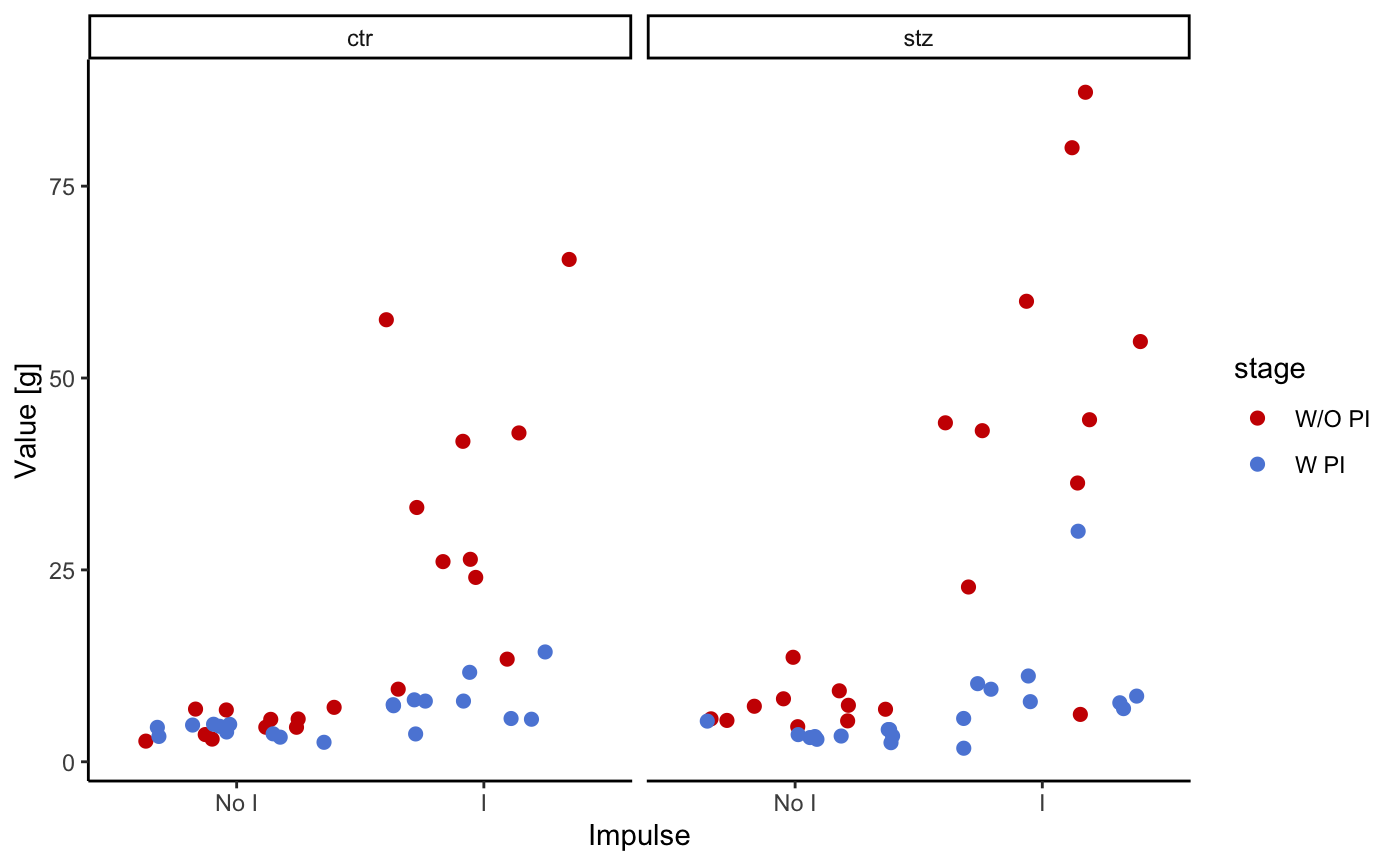 ctr
stz
75
50
25
0
Value [g]
No I
I
No I
I
Impulse
stage
W/O PI
W PI